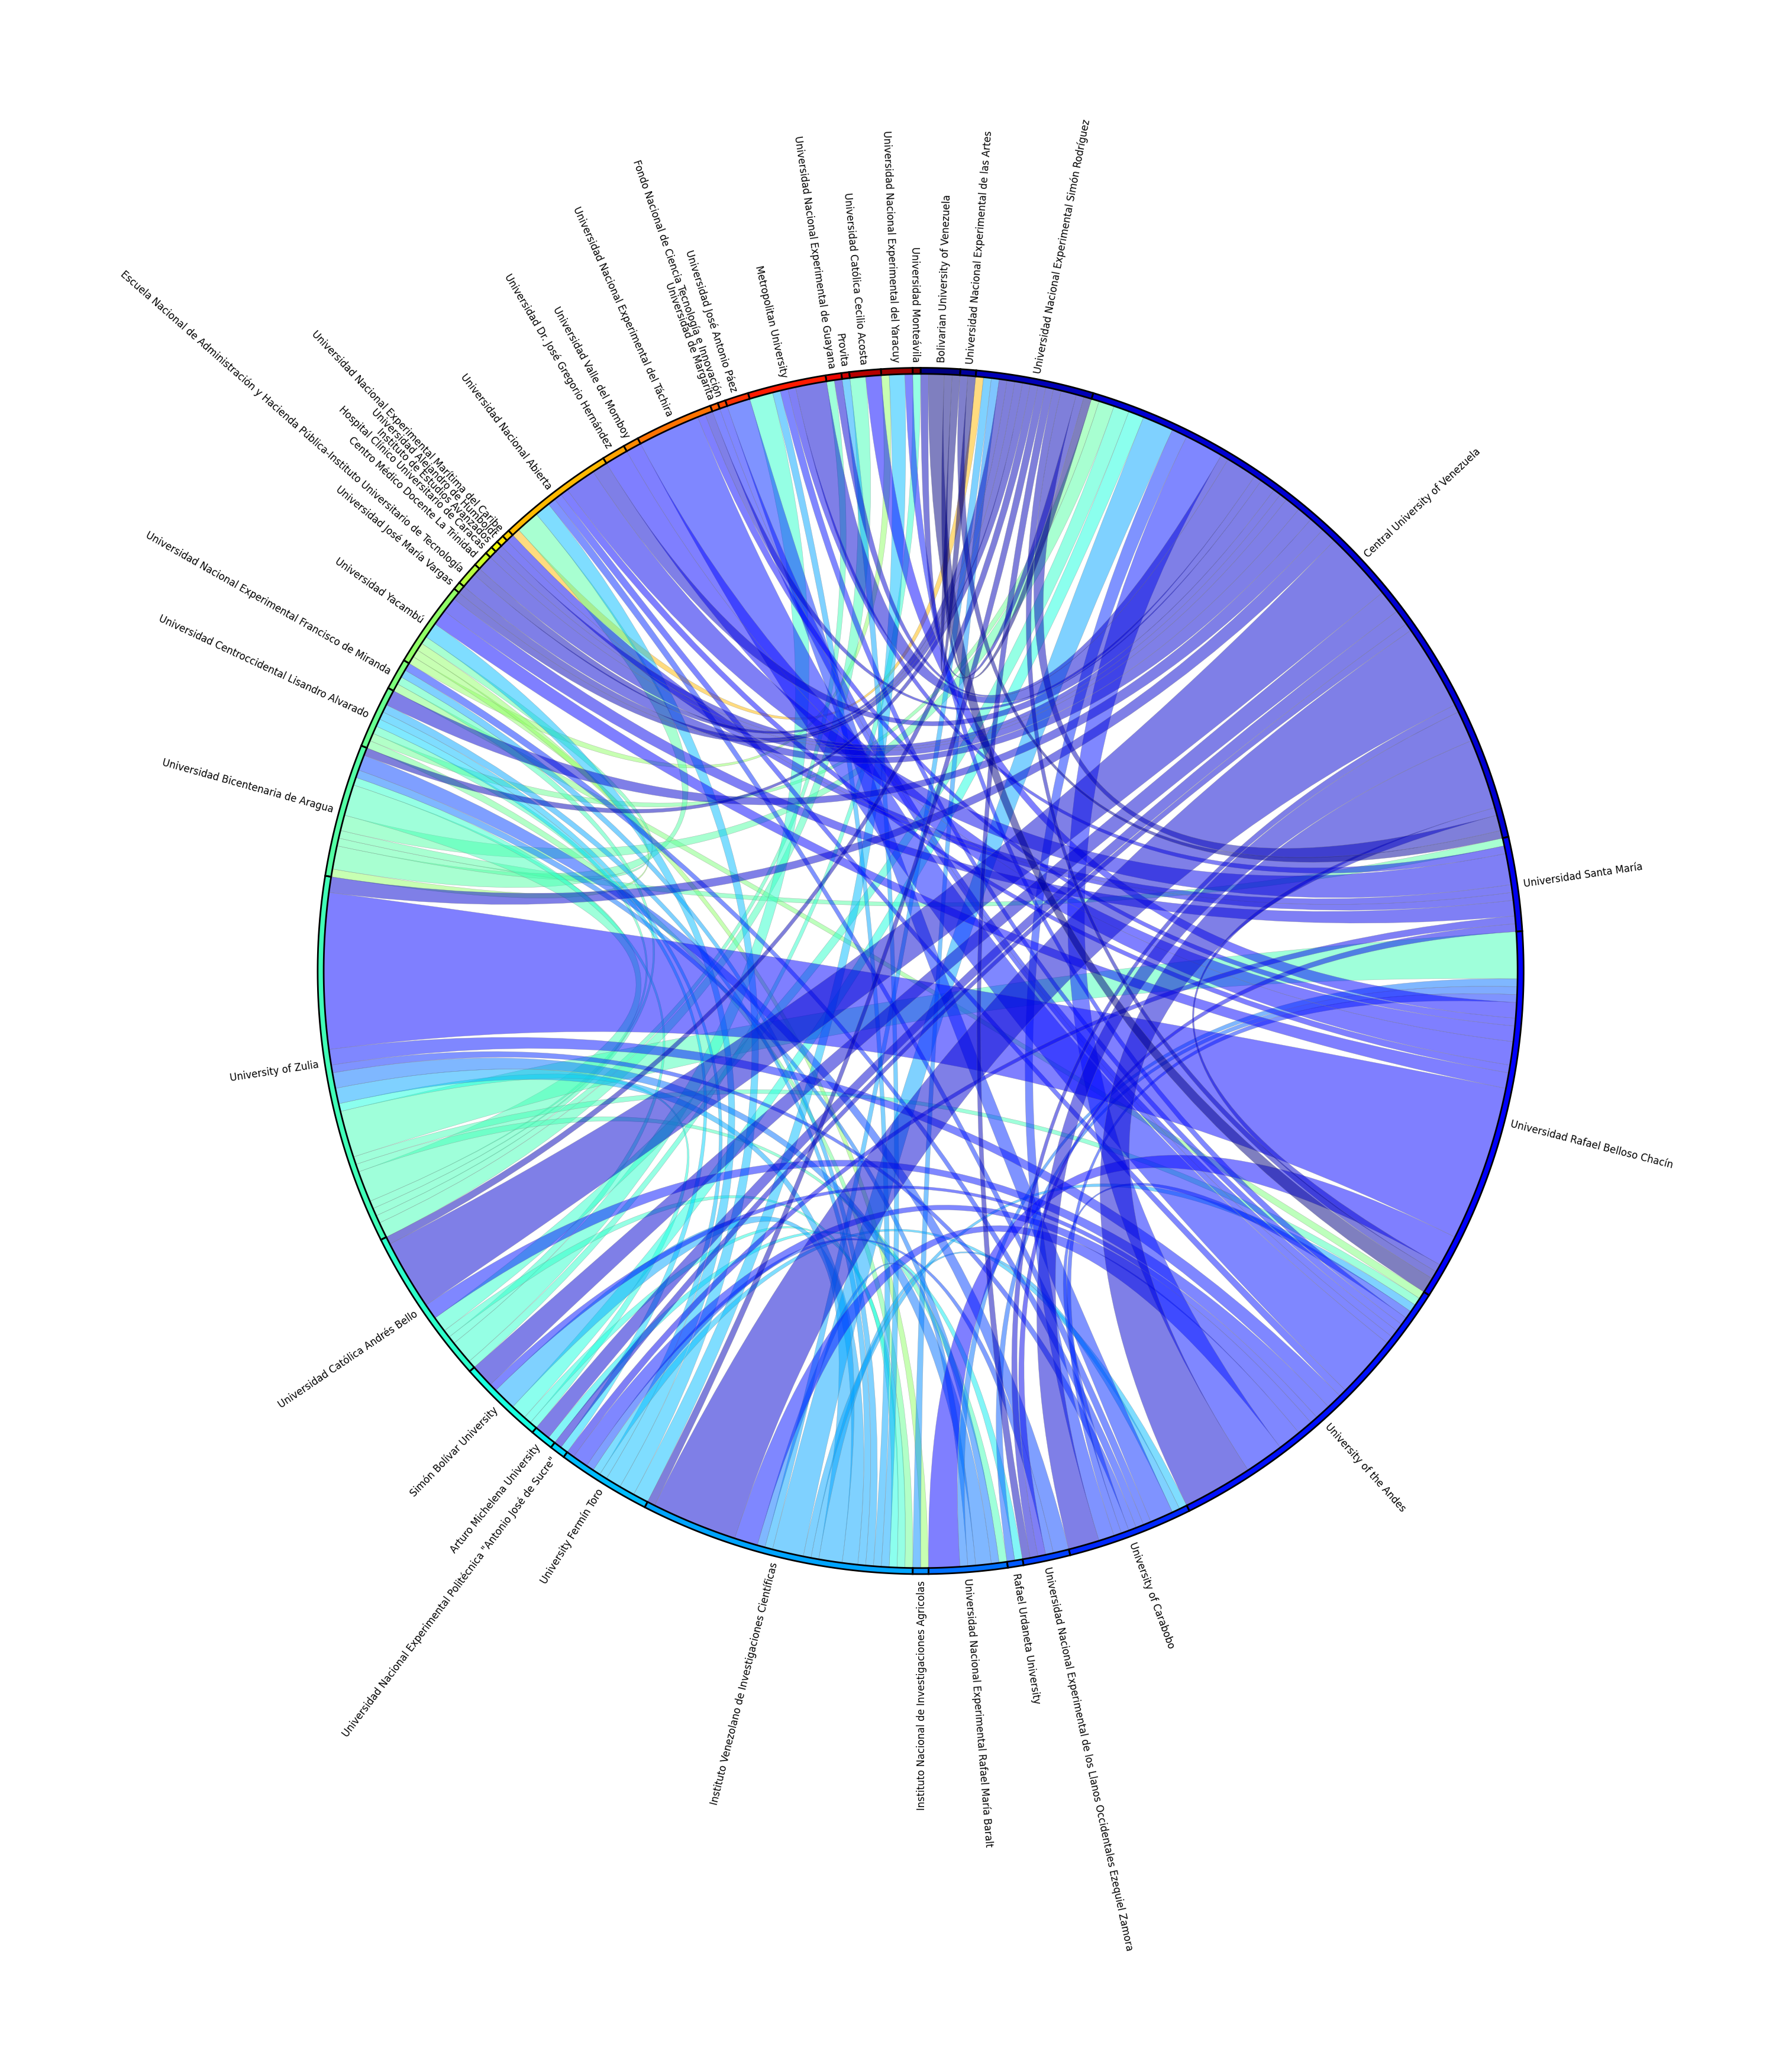 Bolivarian University of Venezuela
Universidad Nacional Experimental de las Artes
Universidad Nacional Experimental Simón Rodríguez
Central University of Venezuela
Universidad Santa María
Universidad Rafael Belloso Chacín
University of the Andes
University of Carabobo
Universidad Nacional Experimental de los Llanos Occidentales Ezequiel Zamora
Rafael Urdaneta University
Universidad Nacional Experimental Rafael María Baralt
Instituto Nacional de Investigaciones Agrícolas
Instituto Venezolano de Investigaciones Científicas
University Fermín Toro
Universidad Nacional Experimental Politécnica "Antonio José de Sucre"
Arturo Michelena University
Simón Bolívar University
Universidad Católica Andrés Bello
University of Zulia
Universidad Bicentenaria de Aragua
Universidad Centroccidental Lisandro Alvarado
Universidad Nacional Experimental Francisco de Miranda
Universidad Yacambú
Universidad José María Vargas
Escuela Nacional de Administración y Hacienda Pública-Instituto Universitario de Tecnología
Centro Médico Docente La Trinidad
Hospital Clínico Universitario de Caracas
Instituto de Estudios Avanzados
Universidad Alejandro de Humboldt
Universidad Nacional Experimental Marítima del Caribe
Universidad Nacional Abierta
Universidad Dr. José Gregorio Hernández
Universidad Valle del Momboy
Universidad Nacional Experimental del Táchira
Universidad de Margarita
Fondo Nacional de Ciencia Tecnología e Innovación
Universidad José Antonio Páez
Metropolitan University
Universidad Nacional Experimental de Guayana
Provita
Universidad Católica Cecilio Acosta
Universidad Nacional Experimental del Yaracuy
Universidad Monteávila